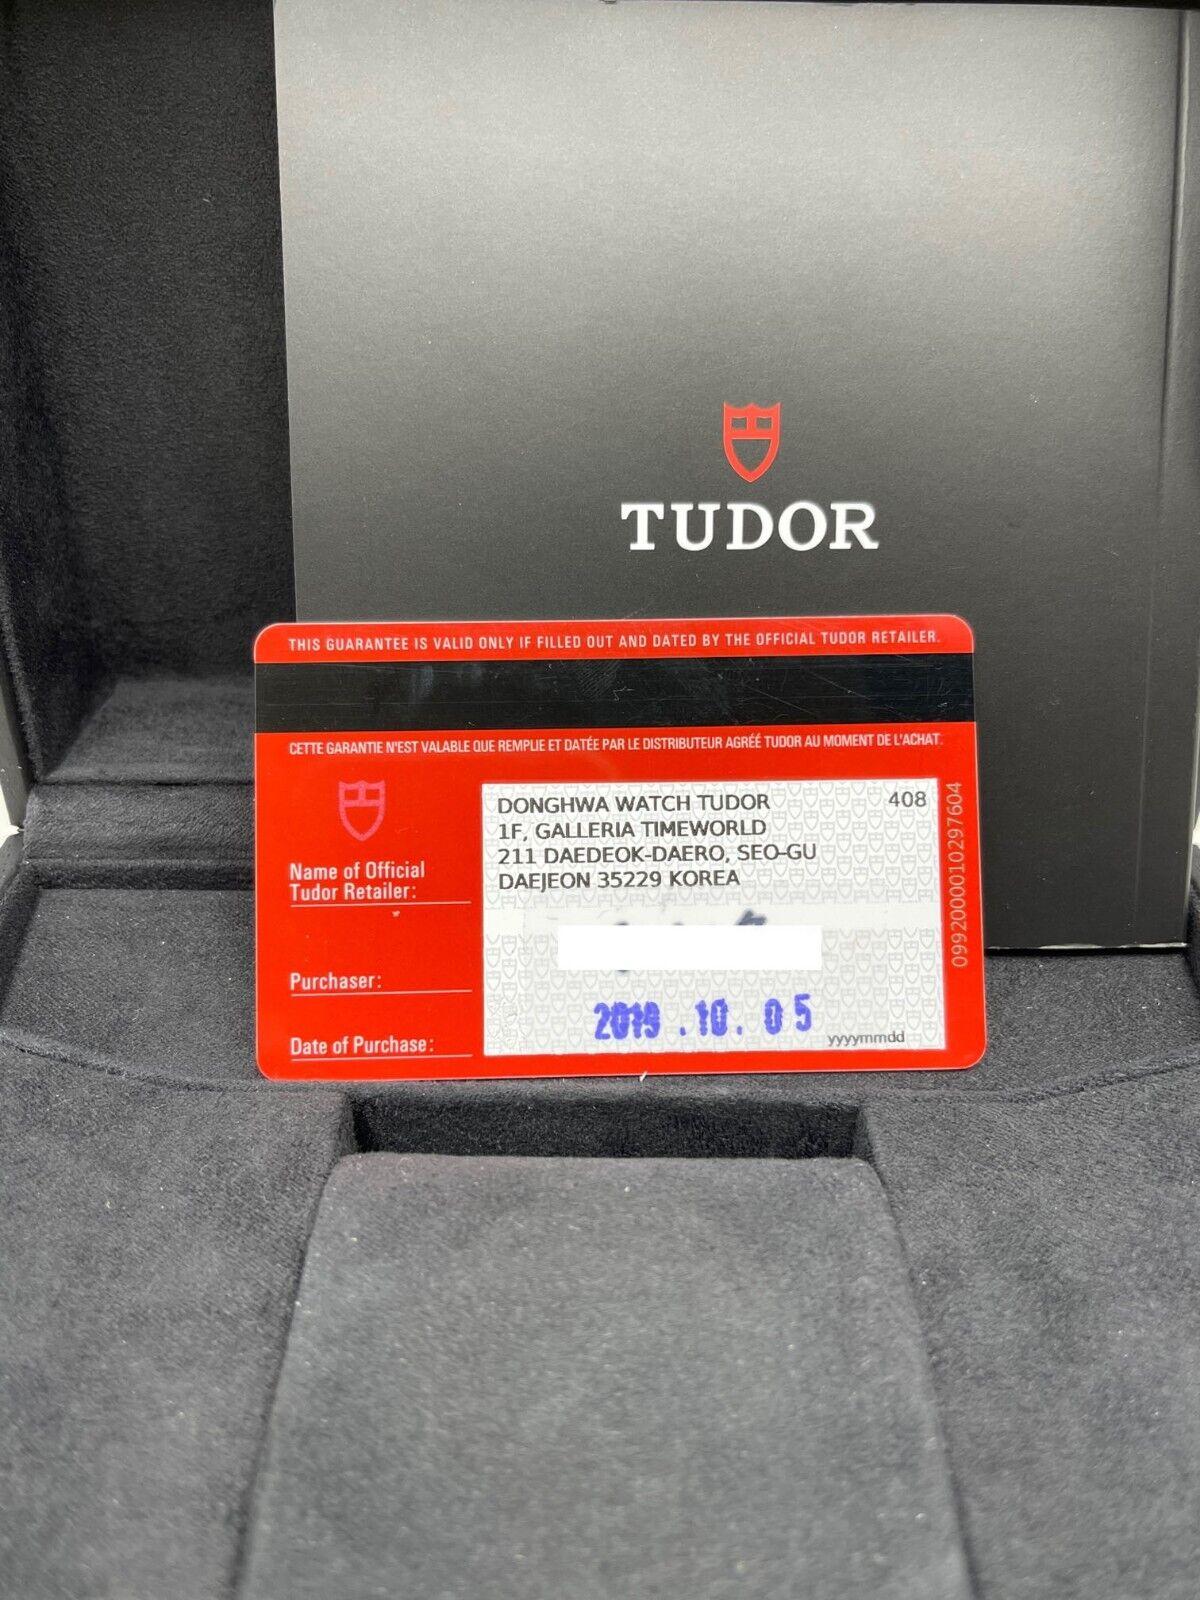 TUDOR
THIS GUARANTEE IS VALID ONLY IF FILLED OUT AND DATED BY THE OFFICIAL TUDOR RETAILER.
CETTE GARANTIE N'EST VALABLE QUE REMPLIE ET DATÉE PAR LE DISTRIBUTEUR AGRÉÉ TUDOR AU MOMENT DE L'ACHAT.
Name of Official
Tudor Retailer:
DONGHWA WATCH TUDOR 408
1F, GALLERIA TIMEWORLD
211 DAEDEOK-DAERO, SEO-GU
DAEJEON 35229 KOREA
Purchaser:
Date of Purchase:
2019.10.05
yyyymmdd
0992000010297604